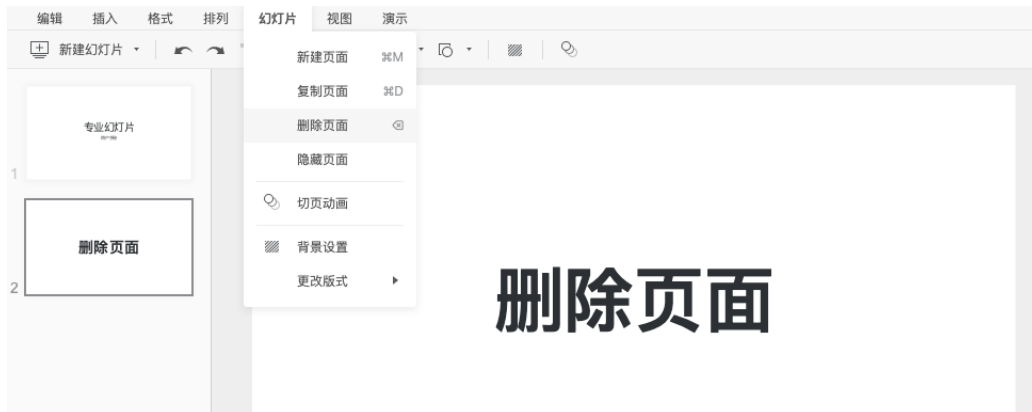 编辑 插入 格式 排列 幻灯片 视图 演示
新建幻灯片
新建页面 ⌘M
复制页面 ⌘D
删除页面
隐藏页面
切页动画
背景设置
更改版式
专业幻灯片
1
删除页面
2
删除页面